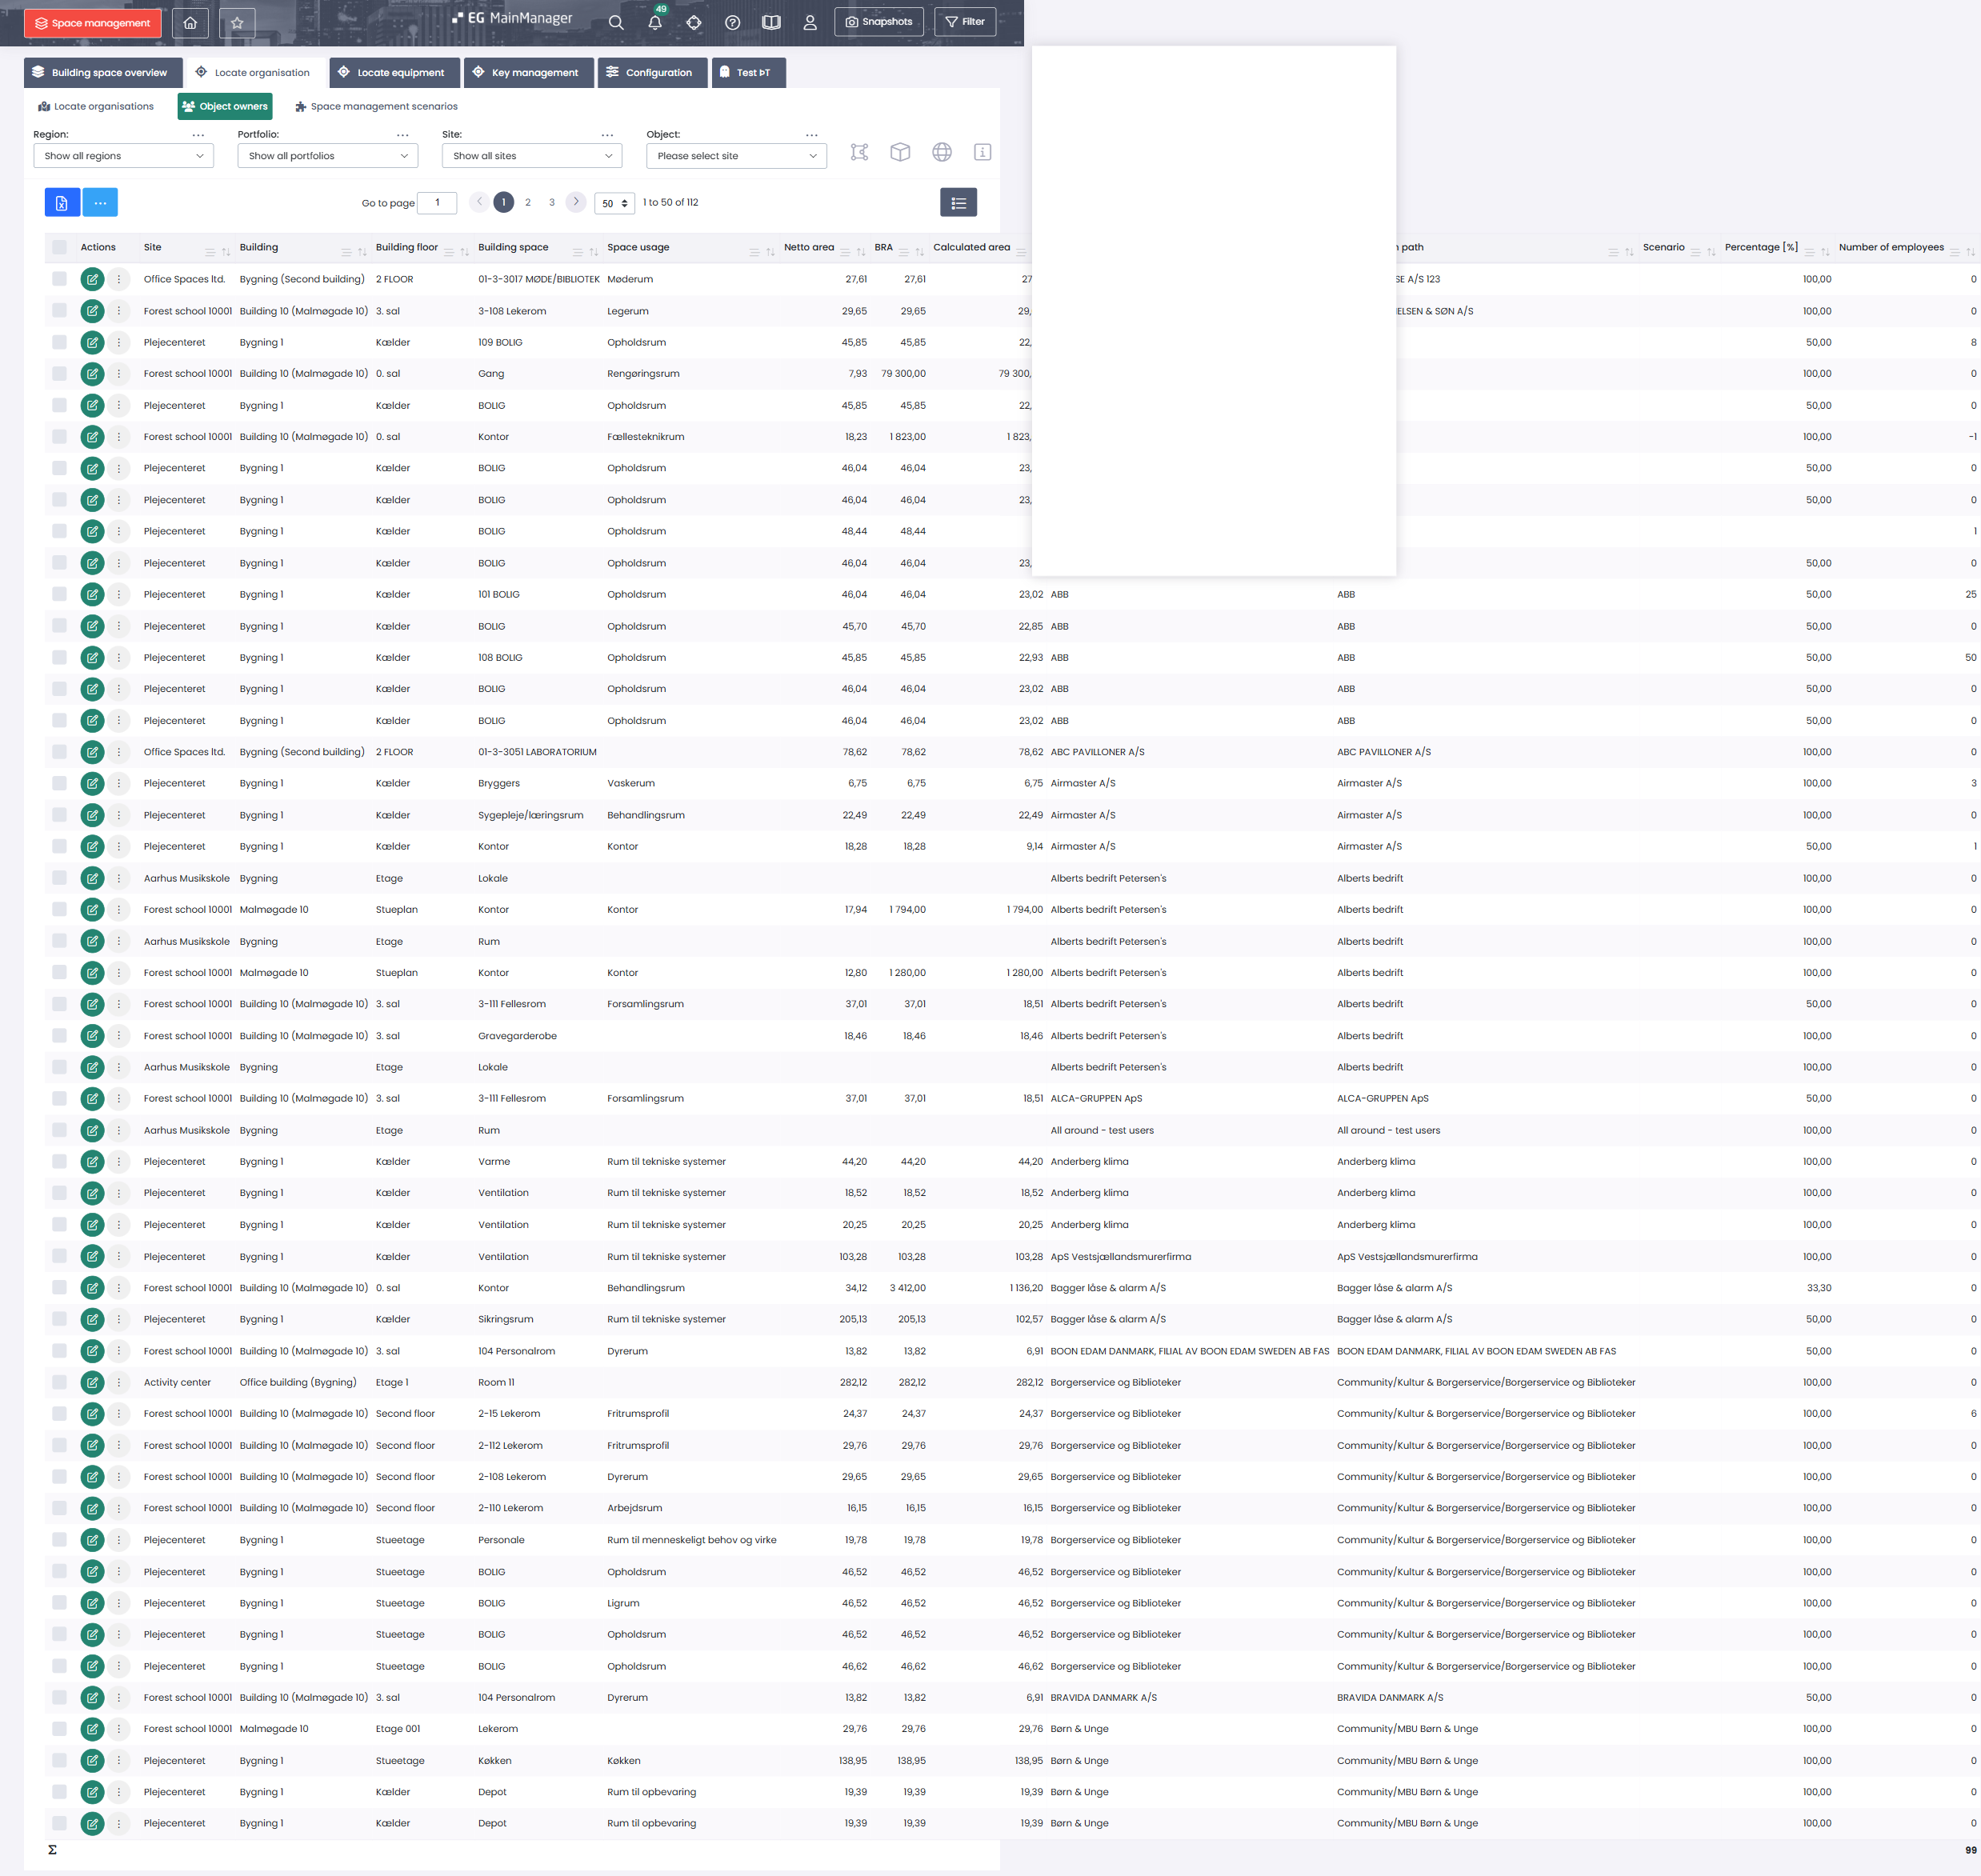 Space management
EG MainManager
49
Snapshots
Filter
Building space overview Locate organisation Locate equipment Key management Configuration Test ÞT
Locate organisations Object owners Space management scenarios
Region: ... Portfolio: ... Site: ... Object: ...
Show all regions Show all portfolios Show all sites Please select site
... Go to page 1 1 2 3 50 1 to 50 of 112
Actions Site Building Building floor Building space Space usage Netto area BRA Calculated area path Scenario Percentage [%] Number of employees
Office Spaces ltd. Bygning (Second building) 2 FLOOR 01-3-3017 MØDE/BIBLIOTEK Møderum 27,61 27,61 27 SE A/S 123 100,00 0
Forest school 10001 Building 10 (Malmøgade 10) 3. sal 3-108 Lekerom Legerum 29,65 29,65 29, ELSEN & SØN A/S 100,00 0
Plejecenteret Bygning 1 Kælder 109 BOLIG Opholdsrum 45,85 45,85 22, 50,00 8
Forest school 10001 Building 10 (Malmøgade 10) 0. sal Gang Rengøringsrum 7,93 79 300,00 79 300, 100,00 0
Plejecenteret Bygning 1 Kælder BOLIG Opholdsrum 45,85 45,85 22, 50,00 0
Forest school 10001 Building 10 (Malmøgade 10) 0. sal Kontor Fællesteknikrum 18,23 1 823,00 1 823, 100,00 -1
Plejecenteret Bygning 1 Kælder BOLIG Opholdsrum 46,04 46,04 23, 50,00 0
Plejecenteret Bygning 1 Kælder BOLIG Opholdsrum 46,04 46,04 23, 50,00 0
Plejecenteret Bygning 1 Kælder BOLIG Opholdsrum 48,44 48,44 1
Plejecenteret Bygning 1 Kælder BOLIG Opholdsrum 46,04 46,04 23, 50,00 0
Plejecenteret Bygning 1 Kælder 101 BOLIG Opholdsrum 46,04 46,04 23,02 ABB ABB 50,00 25
Plejecenteret Bygning 1 Kælder BOLIG Opholdsrum 45,70 45,70 22,85 ABB ABB 50,00 0
Plejecenteret Bygning 1 Kælder 108 BOLIG Opholdsrum 45,85 45,85 22,93 ABB ABB 50,00 50
Plejecenteret Bygning 1 Kælder BOLIG Opholdsrum 46,04 46,04 23,02 ABB ABB 50,00 0
Plejecenteret Bygning 1 Kælder BOLIG Opholdsrum 46,04 46,04 23,02 ABB ABB 50,00 0
Office Spaces ltd. Bygning (Second building) 2 FLOOR 01-3-3051 LABORATORIUM 78,62 78,62 78,62 ABC PAVILLONER A/S ABC PAVILLONER A/S 100,00 0
Plejecenteret Bygning 1 Kælder Bryggers Vaskerum 6,75 6,75 6,75 Airmaster A/S Airmaster A/S 100,00 3
Plejecenteret Bygning 1 Kælder Sygepleje/læringsrum Behandlingsrum 22,49 22,49 22,49 Airmaster A/S Airmaster A/S 100,00 0
Plejecenteret Bygning 1 Kælder Kontor Kontor 18,28 18,28 9,14 Airmaster A/S Airmaster A/S 50,00 1
Aarhus Musikskole Bygning Etage Lokale Alberts bedrift Petersen's Alberts bedrift 100,00 0
Forest school 10001 Malmøgade 10 Stueplan Kontor Kontor 17,94 1 794,00 1 794,00 Alberts bedrift Petersen's Alberts bedrift 100,00 0
Aarhus Musikskole Bygning Etage Rum Alberts bedrift Petersen's Alberts bedrift 100,00 0
Forest school 10001 Malmøgade 10 Stueplan Kontor Kontor 12,80 1 280,00 1 280,00 Alberts bedrift Petersen's Alberts bedrift 100,00 0
Forest school 10001 Building 10 (Malmøgade 10) 3. sal 3-111 Fellesrom Forsamlingsrum 37,01 37,01 18,51 Alberts bedrift Petersen's Alberts bedrift 50,00 0
Forest school 10001 Building 10 (Malmøgade 10) 3. sal Gravegarderobe 18,46 18,46 18,46 Alberts bedrift Petersen's Alberts bedrift 100,00 0
Aarhus Musikskole Bygning Etage Lokale Alberts bedrift Petersen's Alberts bedrift 100,00 0
Forest school 10001 Building 10 (Malmøgade 10) 3. sal 3-111 Fellesrom Forsamlingsrum 37,01 37,01 18,51 ALCA-GRUPPEN ApS ALCA-GRUPPEN ApS 50,00 0
Aarhus Musikskole Bygning Etage Rum All around - test users All around - test users 100,00 0
Plejecenteret Bygning 1 Kælder Varme Rum til tekniske systemer 44,20 44,20 44,20 Anderberg klima Anderberg klima 100,00 0
Plejecenteret Bygning 1 Kælder Ventilation Rum til tekniske systemer 18,52 18,52 18,52 Anderberg klima Anderberg klima 100,00 0
Plejecenteret Bygning 1 Kælder Ventilation Rum til tekniske systemer 20,25 20,25 20,25 Anderberg klima Anderberg klima 100,00 0
Plejecenteret Bygning 1 Kælder Ventilation Rum til tekniske systemer 103,28 103,28 103,28 ApS Vestsjællandsmurerfirma ApS Vestsjællandsmurerfirma 100,00 0
Forest school 10001 Building 10 (Malmøgade 10) 0. sal Kontor Behandlingsrum 34,12 3 412,00 1 136,20 Bagger låse & alarm A/S Bagger låse & alarm A/S 33,30 0
Plejecenteret Bygning 1 Kælder Sikringsrum Rum til tekniske systemer 205,13 205,13 102,57 Bagger låse & alarm A/S Bagger låse & alarm A/S 50,00 0
Forest school 10001 Building 10 (Malmøgade 10) 3. sal 104 Personalrom Dyrerum 13,82 13,82 6,91 BOON EDAM DANMARK, FILIAL AV BOON EDAM SWEDEN AB FAS BOON EDAM DANMARK, FILIAL AV BOON EDAM SWEDEN AB FAS 50,00 0
Activity center Office building (Bygning) Etage 1 Room 11 282,12 282,12 282,12 Borgerservice og Biblioteker Community/Kultur & Borgerservice/Borgerservice og Biblioteker 100,00 0
Forest school 10001 Building 10 (Malmøgade 10) Second floor 2-15 Lekerom Fritrumsprofil 24,37 24,37 24,37 Borgerservice og Biblioteker Community/Kultur & Borgerservice/Borgerservice og Biblioteker 100,00 6
Forest school 10001 Building 10 (Malmøgade 10) Second floor 2-112 Lekerom Fritrumsprofil 29,76 29,76 29,76 Borgerservice og Biblioteker Community/Kultur & Borgerservice/Borgerservice og Biblioteker 100,00 0
Forest school 10001 Building 10 (Malmøgade 10) Second floor 2-108 Lekerom Dyrerum 29,65 29,65 29,65 Borgerservice og Biblioteker Community/Kultur & Borgerservice/Borgerservice og Biblioteker 100,00 0
Forest school 10001 Building 10 (Malmøgade 10) Second floor 2-110 Lekerom Arbejdsrum 16,15 16,15 16,15 Borgerservice og Biblioteker Community/Kultur & Borgerservice/Borgerservice og Biblioteker 100,00 0
Plejecenteret Bygning 1 Stueetage Personale Rum til menneskeligt behov og virke 19,78 19,78 19,78 Borgerservice og Biblioteker Community/Kultur & Borgerservice/Borgerservice og Biblioteker 100,00 0
Plejecenteret Bygning 1 Stueetage BOLIG Opholdsrum 46,52 46,52 46,52 Borgerservice og Biblioteker Community/Kultur & Borgerservice/Borgerservice og Biblioteker 100,00 0
Plejecenteret Bygning 1 Stueetage BOLIG Ligrum 46,52 46,52 46,52 Borgerservice og Biblioteker Community/Kultur & Borgerservice/Borgerservice og Biblioteker 100,00 0
Plejecenteret Bygning 1 Stueetage BOLIG Opholdsrum 46,52 46,52 46,52 Borgerservice og Biblioteker Community/Kultur & Borgerservice/Borgerservice og Biblioteker 100,00 0
Plejecenteret Bygning 1 Stueetage BOLIG Opholdsrum 46,62 46,62 46,62 Borgerservice og Biblioteker Community/Kultur & Borgerservice/Borgerservice og Biblioteker 100,00 0
Forest school 10001 Building 10 (Malmøgade 10) 3. sal 104 Personalrom Dyrerum 13,82 13,82 6,91 BRAVIDA DANMARK A/S BRAVIDA DANMARK A/S 50,00 0
Forest school 10001 Malmøgade 10 Etage 001 Lekerom 29,76 29,76 29,76 Børn & Unge Community/MBU Børn & Unge 100,00 0
Plejecenteret Bygning 1 Stueetage Køkken Køkken 138,95 138,95 138,95 Børn & Unge Community/MBU Børn & Unge 100,00 0
Plejecenteret Bygning 1 Kælder Depot Rum til opbevaring 19,39 19,39 19,39 Børn & Unge Community/MBU Børn & Unge 100,00 0
Plejecenteret Bygning 1 Kælder Depot Rum til opbevaring 19,39 19,39 19,39 Børn & Unge Community/MBU Børn & Unge 100,00 0
Σ 99